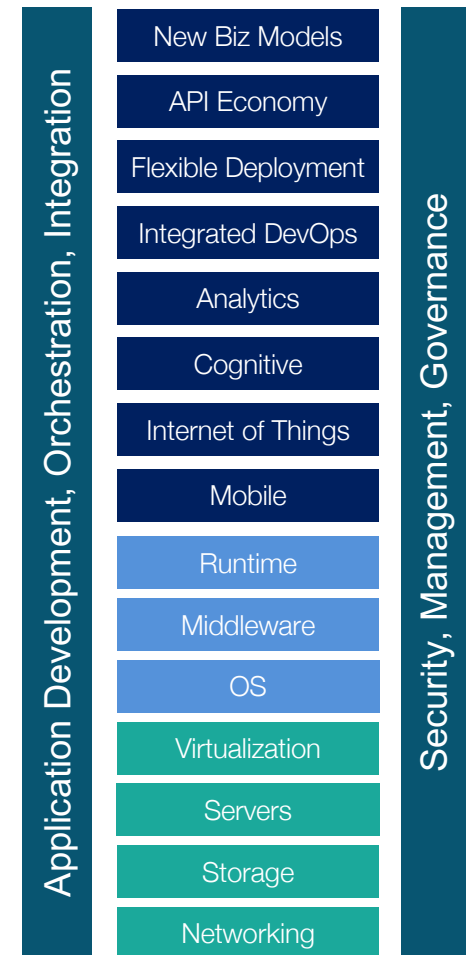 Application Development, Orchestration, Integration
New Biz Models
API Economy
Flexible Deployment
Integrated DevOps
Analytics
Cognitive
Internet of Things
Mobile
Runtime
Middleware
OS
Virtualization
Servers
Storage
Networking
Security, Management, Governance